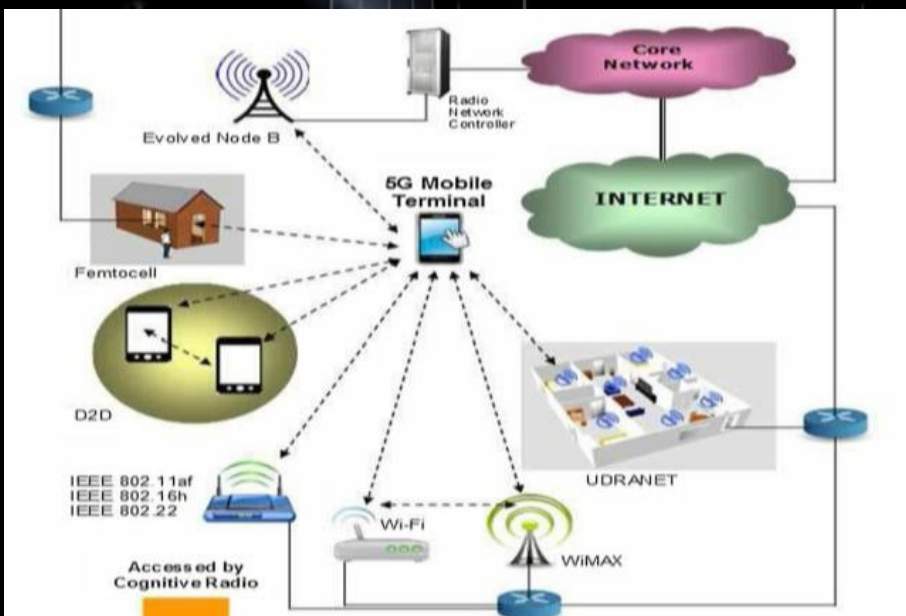 Core
Network
Radio
Network
Controller
Evolved Node B
5G Mobile
Terminal
INTERNET
Femtocell
D2D
UDRANET
IEEE 802.11af
IEEE 802.16h
IEEE 802.22
Wi-Fi
WiMAX
Accessed by
Cognitive Radio